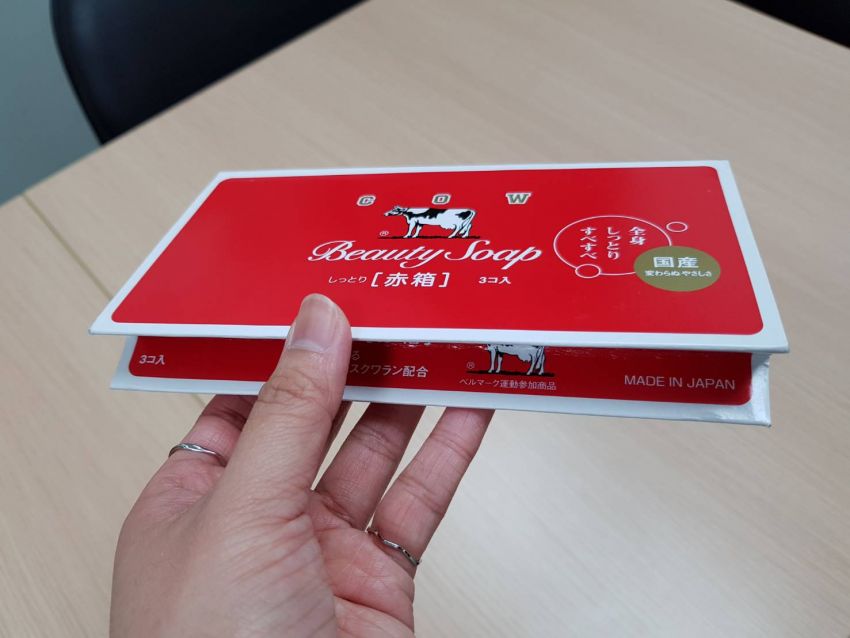 COW
®
Beauty Soap
しっとり [赤箱] 3コ入
全身
しっとり
すべすべ
国産
変わらぬ やさしさ
3コ入
る
スクワラン配合
®
ベルマーク運動参加商品
MADE IN JAPAN